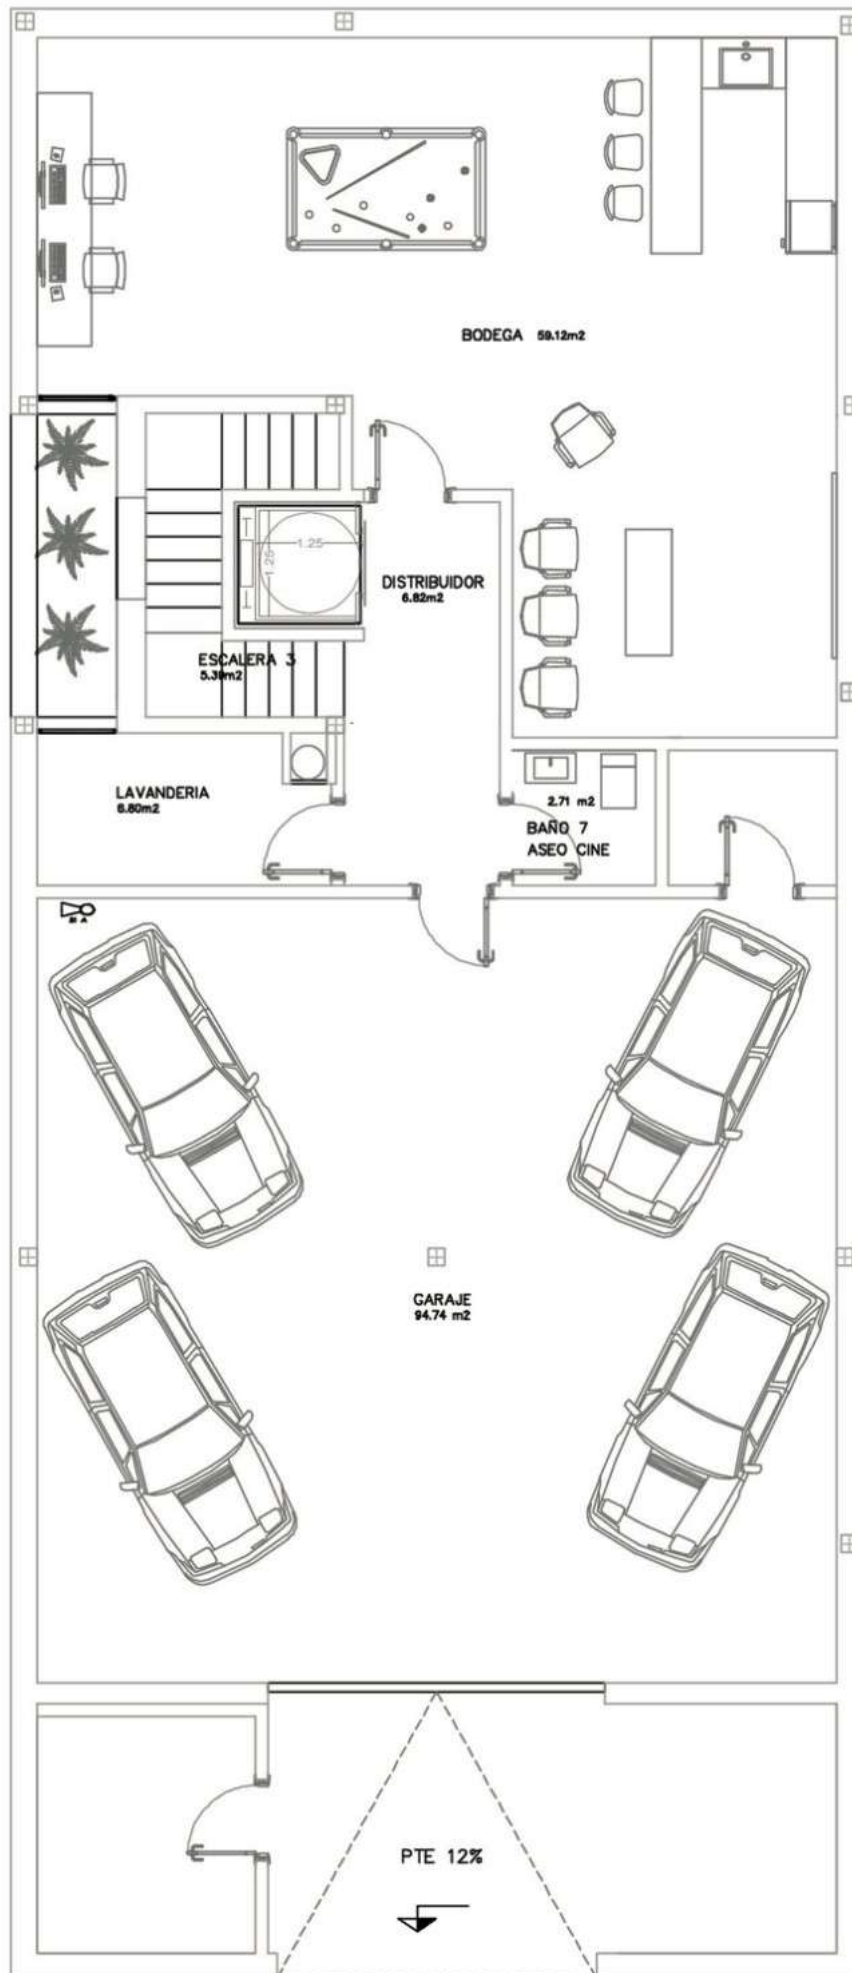 BODEGA 59.12m2
1.25
1.25
DISTRIBUIDOR
6.82m2
ESCALERA 3
5.39m2
LAVANDERIA
6.80m2
2.71 m2
BAÑO 7
ASEO CINE
GARAJE
94.74 m2
PTE 12%